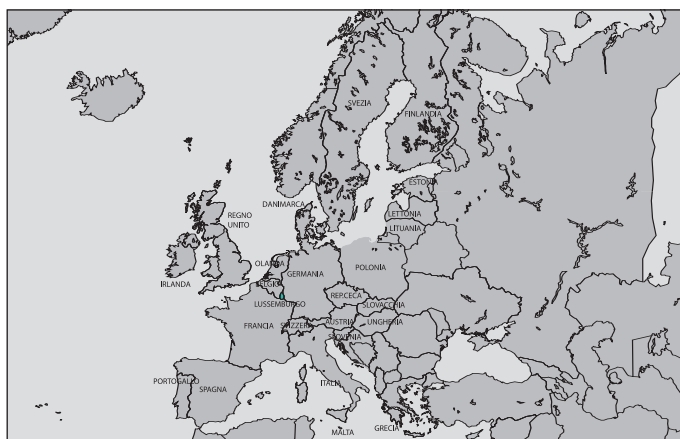 SVEZIA
FINLANDIA
ESTONIA
DANIMARCA
LETTONIA
REGNO
UNITO
LITUANIA
OLANDA
POLONIA
GERMANIA
IRLANDA
BELGIO
REP.CECA
LUSSEMBURGO
SLOVACCHIA
FRANCIA
SVIZZERA
AUSTRIA
UNGHERIA
SLOVENIA
PORTOGALLO
SPAGNA
ITALIA
GRECIA
MALTA